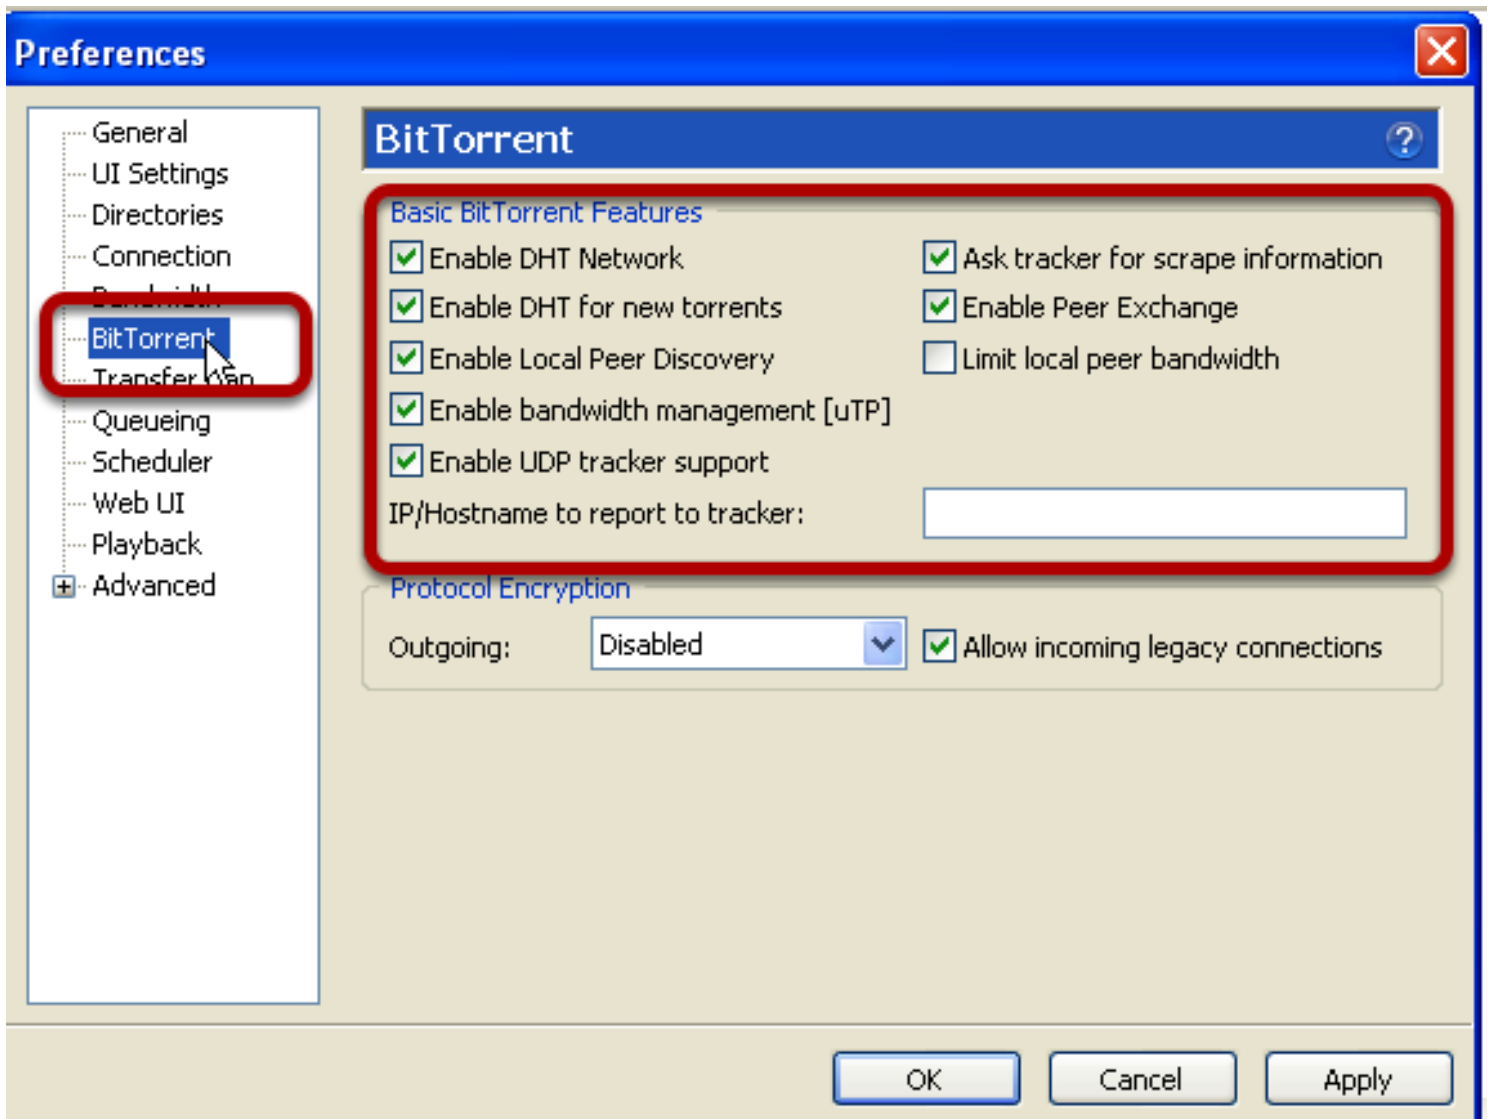 Preferences
General
UI Settings
Directories
Connection
Bandwidth
BitTorrent
Transfer Cap
Queueing
Scheduler
Web UI
Playback
Advanced
BitTorrent
Basic BitTorrent Features
Enable DHT Network
Ask tracker for scrape information
Enable DHT for new torrents
Enable Peer Exchange
Enable Local Peer Discovery
Limit local peer bandwidth
Enable bandwidth management [uTP]
Enable UDP tracker support
IP/Hostname to report to tracker:
Protocol Encryption
Outgoing:
Disabled
Allow incoming legacy connections
OK
Cancel
Apply